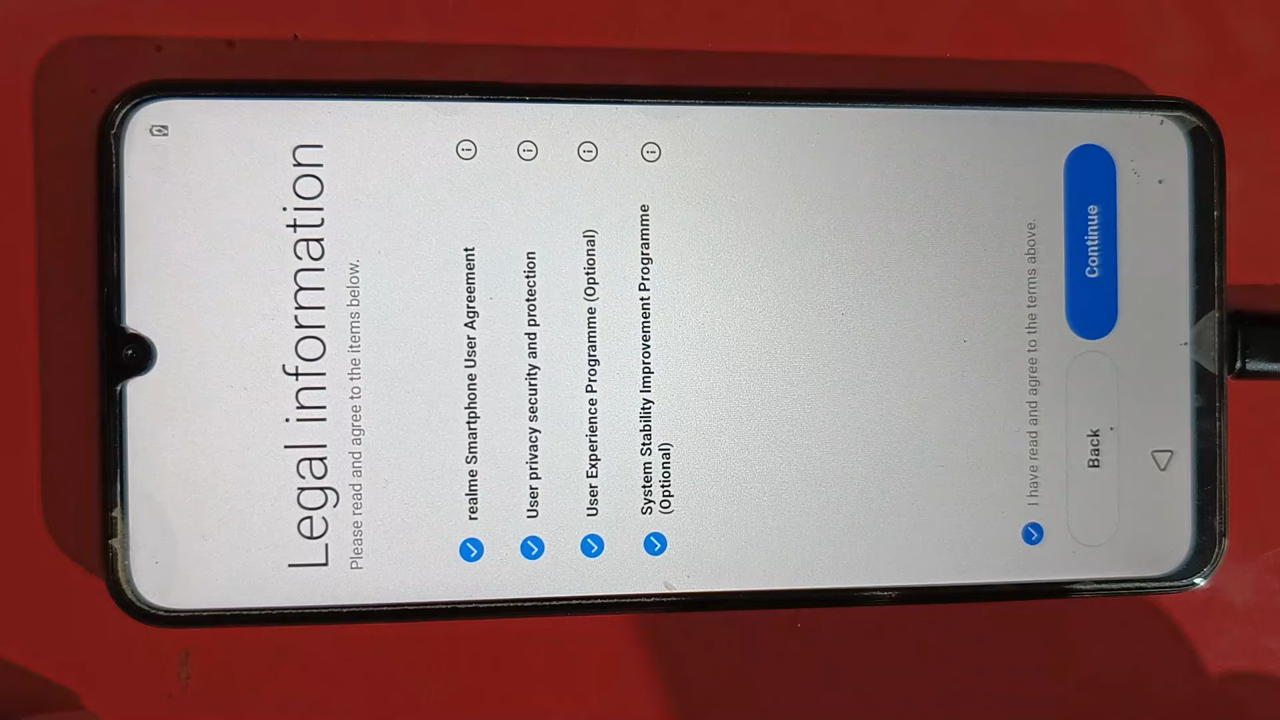 Legal information
Please read and agree to the items below.
realme Smartphone User Agreement
User privacy security and protection
User Experience Programme (Optional)
System Stability Improvement Programme
(Optional)
I have read and agree to the terms above.
Back
Continue